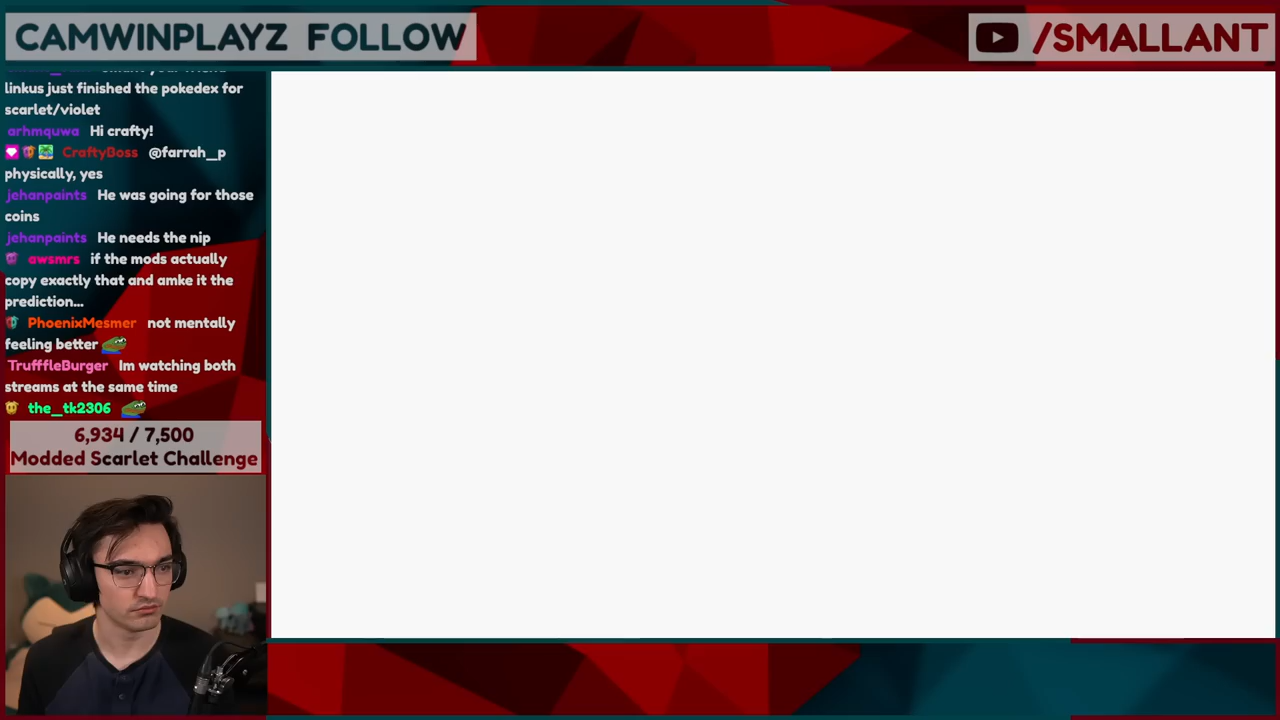 CAMWINPLAYZ FOLLOW
/SMALLANT
linkus just finished the pokedex for
scarlet/violet
arhmquwa Hi crafty!
CraftyBoss @farrah_p
physically, yes
jehanpaints He was going for those
coins
jehanpaints He needs the nip
awsmrs if the mods actually
copy exactly that and amke it the
prediction...
PhoenixMesmer not mentally
feeling better
TrufffleBurger Im watching both
streams at the same time
the_tk2306
6,934 / 7,500
Modded Scarlet Challenge